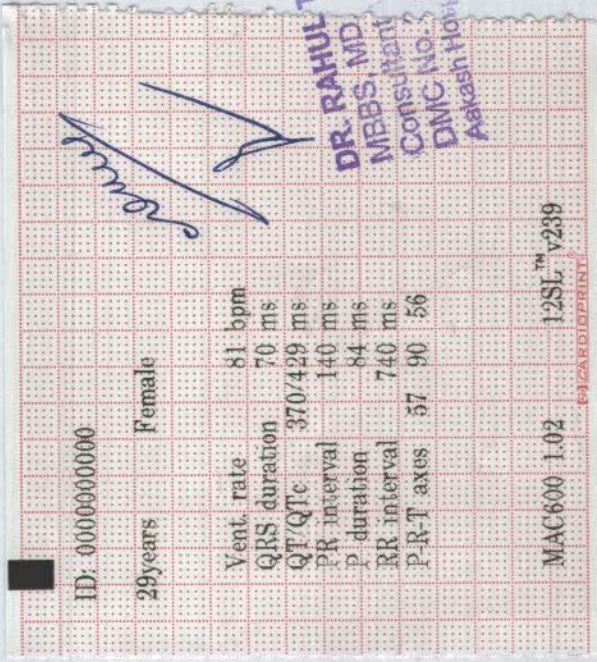 ID: 0000000000
29years Female
Vent. rate 81 bpm
QRS duration 70 ms
QT/QTc 370/429 ms
PR interval 140 ms
P duration 84 ms
RR interval 740 ms
P-R-T axes 57 90 56
MAC600 1.02 12SL™ v239
CARDIOPRINT
DR. RAHUL
MBBS, MD
Consultant
DMC No.
Aakash